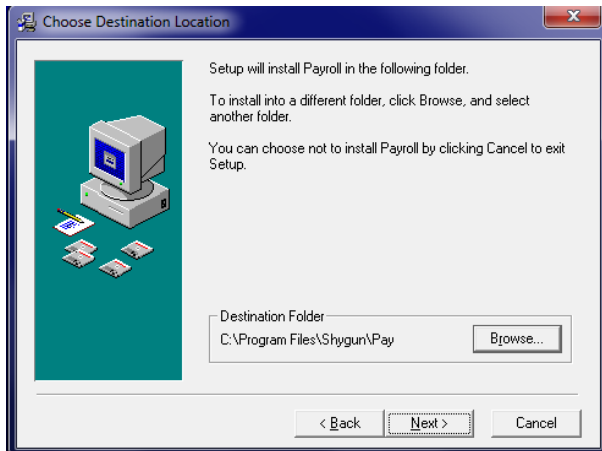 Choose Destination Location
Setup will install Payroll in the following folder.
To install into a different folder, click Browse, and select
another folder.
You can choose not to install Payroll by clicking Cancel to exit
Setup.
Destination Folder
C:\Program Files\Shygun\Pay
Browse...
< Back
Next >
Cancel